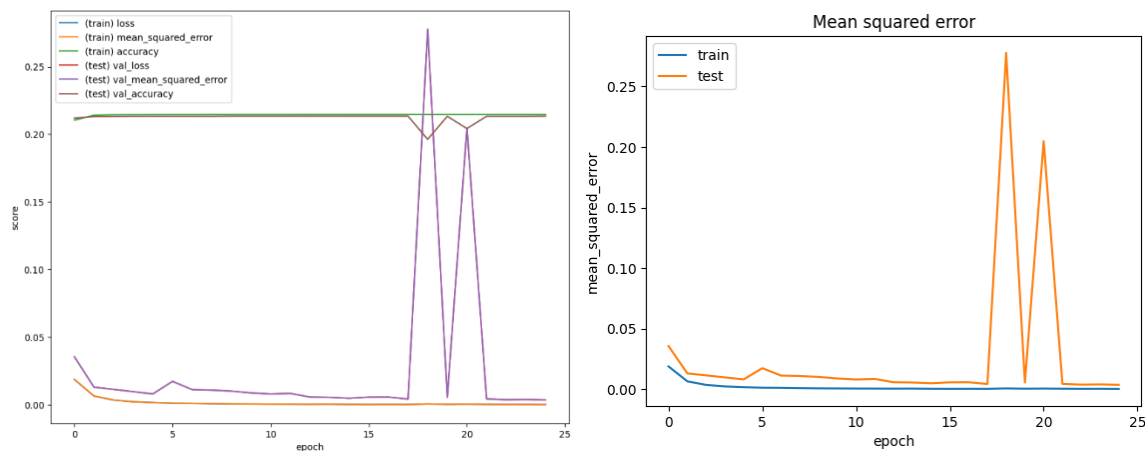 (train) loss
(train) mean_squared_error
(train) accuracy
(test) val_loss
(test) val_mean_squared_error
(test) val_accuracy
0.25
0.20
0.15
0.10
0.05
0.00
score
0
5
10
15
20
25
epoch
Mean squared error
train
test
0.25
0.20
0.15
0.10
0.05
0.00
mean_squared_error
0
5
10
15
20
25
epoch